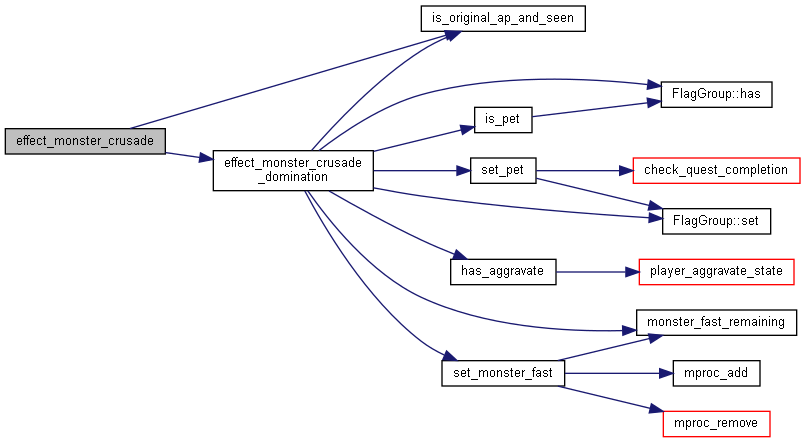 is_original_ap_and_seen
FlagGroup::has
is_pet
effect_monster_crusade
effect_monster_crusade
_domination
set_pet
check_quest_completion
FlagGroup::set
has_aggravate
player_aggravate_state
monster_fast_remaining
set_monster_fast
mproc_add
mproc_remove